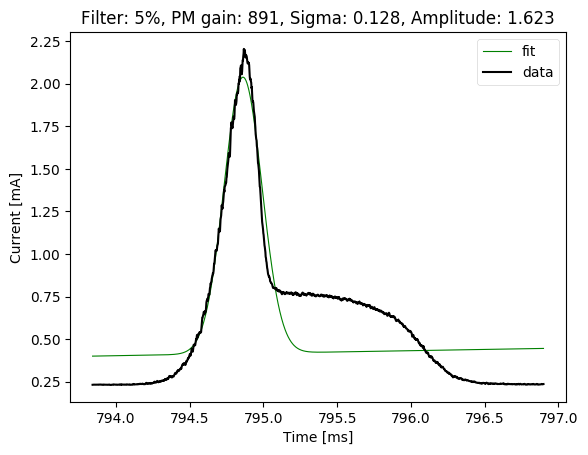 Filter: 5%, PM gain: 891, Sigma: 0.128, Amplitude: 1.623
fit
data
2.25
2.00
1.75
1.50
1.25
1.00
0.75
0.50
0.25
Current [mA]
794.0 794.5 795.0 795.5 796.0 796.5 797.0
Time [ms]